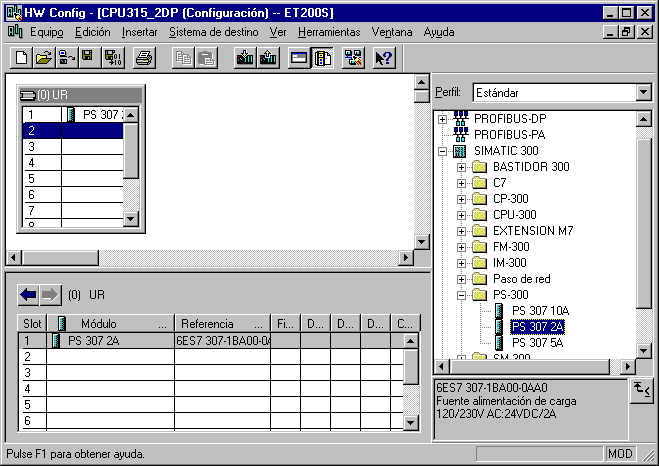 HW Config - [CPU315_2DP (Configuración) -- ET200S]
Equipo Edición Insertar Sistema de destino Ver Herramientas Ventana Ayuda
(0) UR
1 PS 307 2
2
3
4
5
6
7
8
Perfil: Estándar
PROFIBUS-DP
PROFIBUS-PA
SIMATIC 300
BASTIDOR 300
C7
CP-300
CPU-300
EXTENSION M7
FM-300
IM-300
Paso de red
PS-300
PS 307 10A
PS 307 2A
PS 307 5A
SM-300
(0) UR
Slot Módulo ... Referencia ... Fi... D... D... D... C...
1 PS 307 2A 6ES7 307-1BA00-0A
2
3
4
5
6
6ES7 307-1BA00-0AA0
Fuente alimentación de carga
120/230V AC:24VDC/2A
Pulse F1 para obtener ayuda. MOD